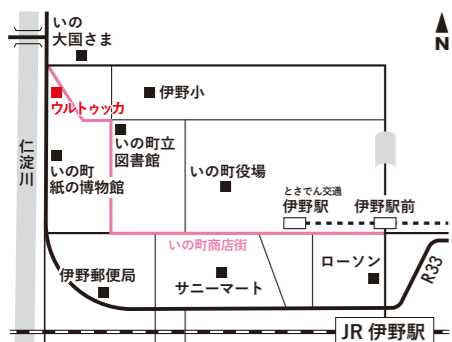 いの
大国さま
N
ウルトゥッカ
伊野小
いの町立
図書館
仁淀川
いの町
紙の博物館
いの町役場
とさでん交通
伊野駅
伊野駅前
いの町商店街
伊野郵便局
サニーマート
ローソン
R33
JR 伊野駅